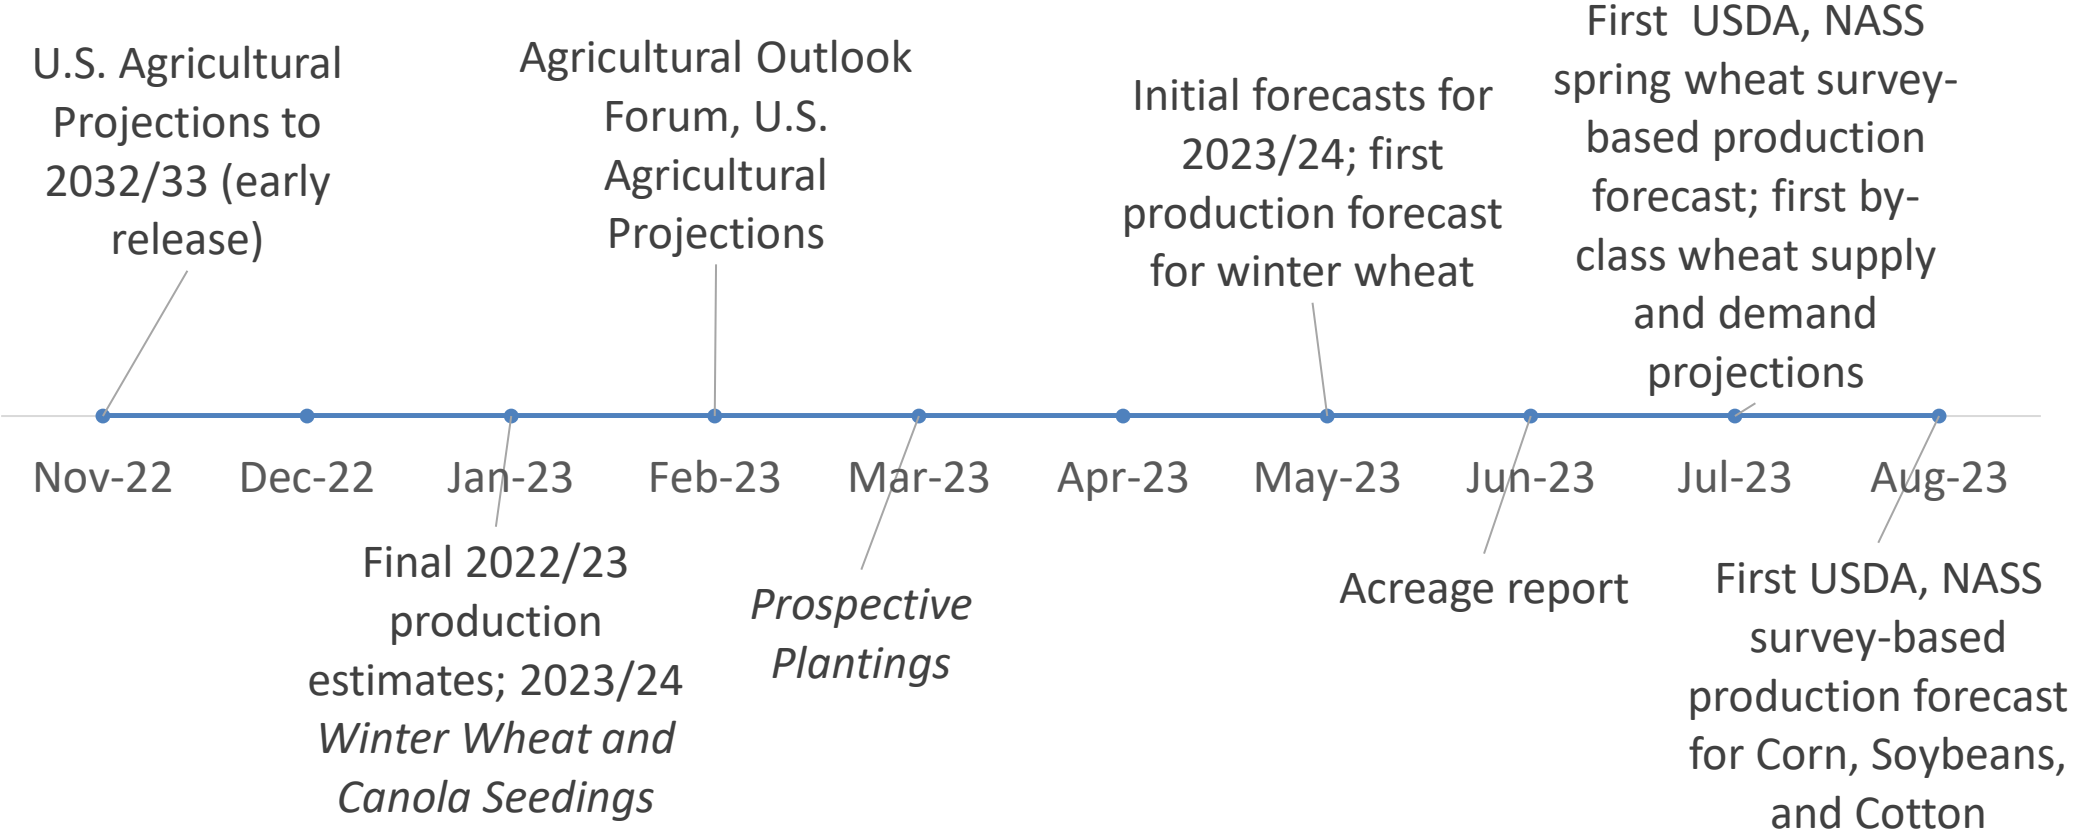 U.S. Agricultural
Projections to
2032/33 (early
release)
Agricultural Outlook
Forum, U.S.
Agricultural
Projections
Initial forecasts for
2023/24; first
production forecast
for winter wheat
First  USDA, NASS
spring wheat survey-
based production
forecast; first by-
class wheat supply
and demand
projections
Nov-22 Dec-22 Jan-23 Feb-23 Mar-23 Apr-23 May-23 Jun-23 Jul-23 Aug-23
Final 2022/23
production
estimates; 2023/24
Winter Wheat and
Canola Seedings
Prospective
Plantings
Acreage report
First USDA, NASS
survey-based
production forecast
for Corn, Soybeans,
and Cotton